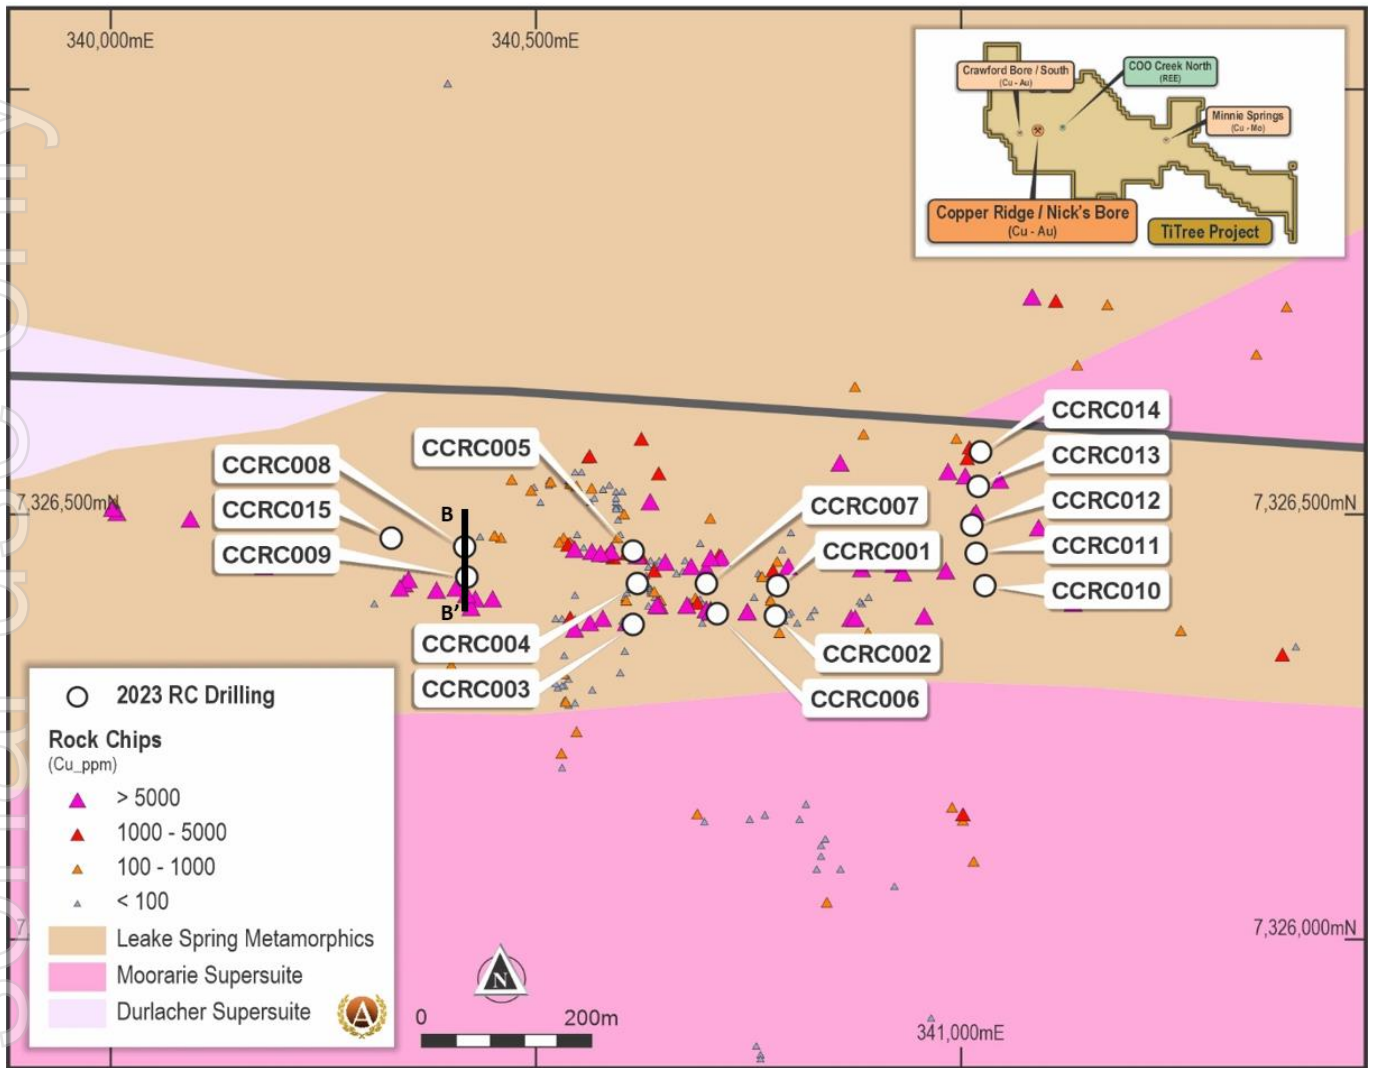 340,000mE
340,500mE
Crawford Bore / South
(Cu - Au)
COO Creek North
(REE)
Minnie Springs
(Cu - Mo)
Copper Ridge / Nick's Bore
(Cu - Au)
TiTree Project
CCRC014
CCRC013
CCRC012
CCRC011
CCRC010
CCRC005
CCRC008
CCRC015
CCRC009
7,326,500mN
7,326,500mN
B
B'
CCRC007
CCRC001
CCRC004
CCRC003
CCRC002
CCRC006
2023 RC Drilling
Rock Chips
(Cu_ppm)
> 5000
1000 - 5000
100 - 1000
< 100
Leake Spring Metamorphics
Moorarie Supersuite
Durlacher Supersuite
A
N
0 200m
7,326,000mN
341,000mE